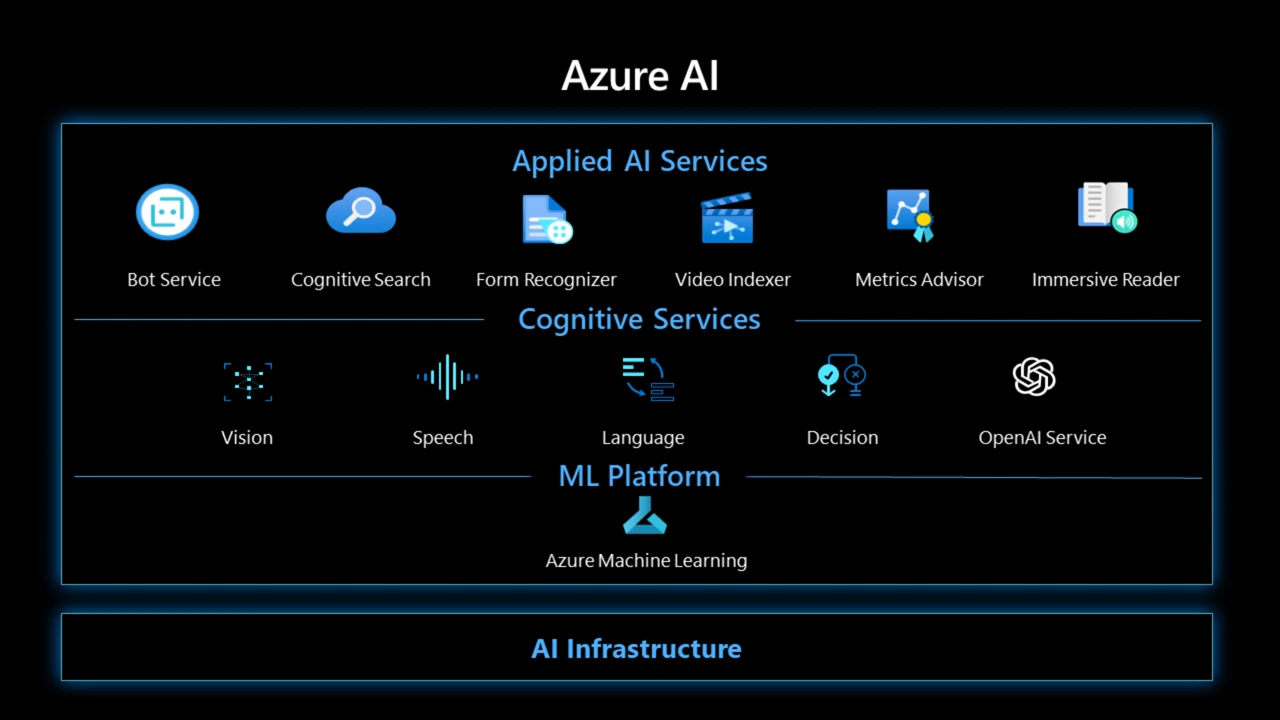 Azure AI
Applied AI Services
Bot Service
Cognitive Search
Form Recognizer
Video Indexer
Metrics Advisor
Immersive Reader
Cognitive Services
Vision
Speech
Language
Decision
OpenAI Service
ML Platform
Azure Machine Learning
AI Infrastructure